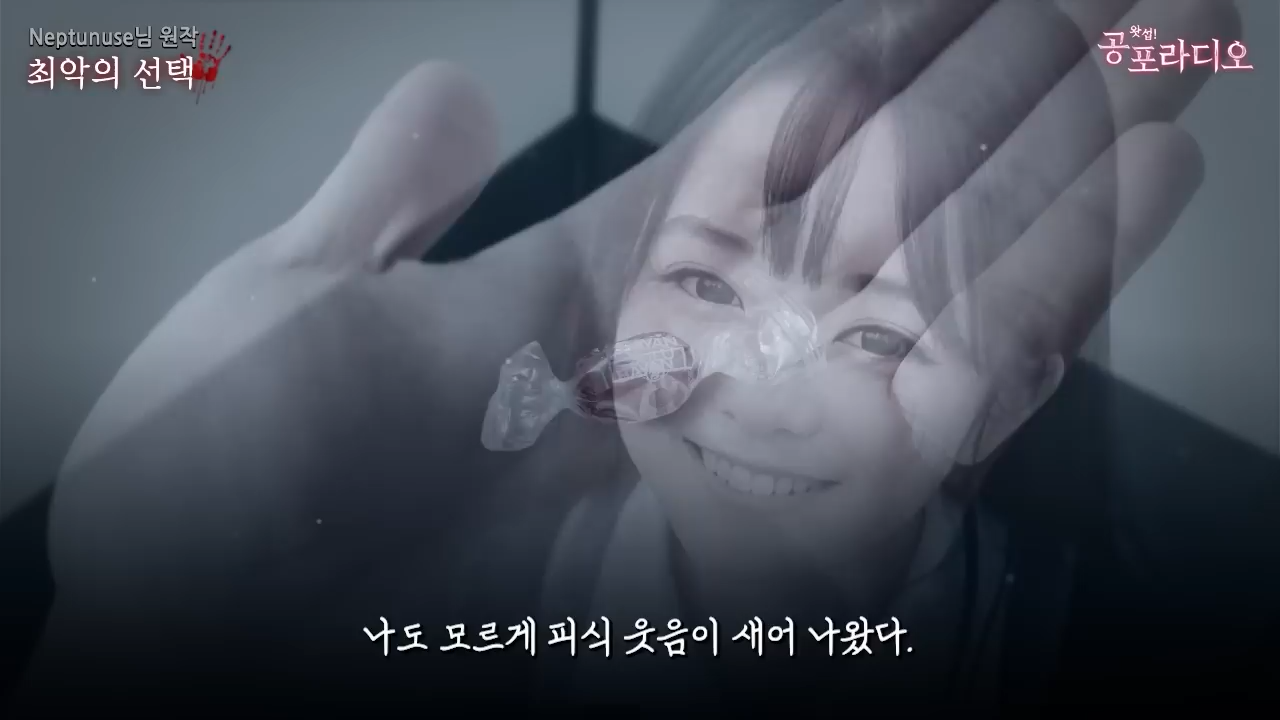 Neptunuse님 원작
최악의 선택
왓섭!
공포라디오
나도 모르게 피식 웃음이 새어 나왔다.